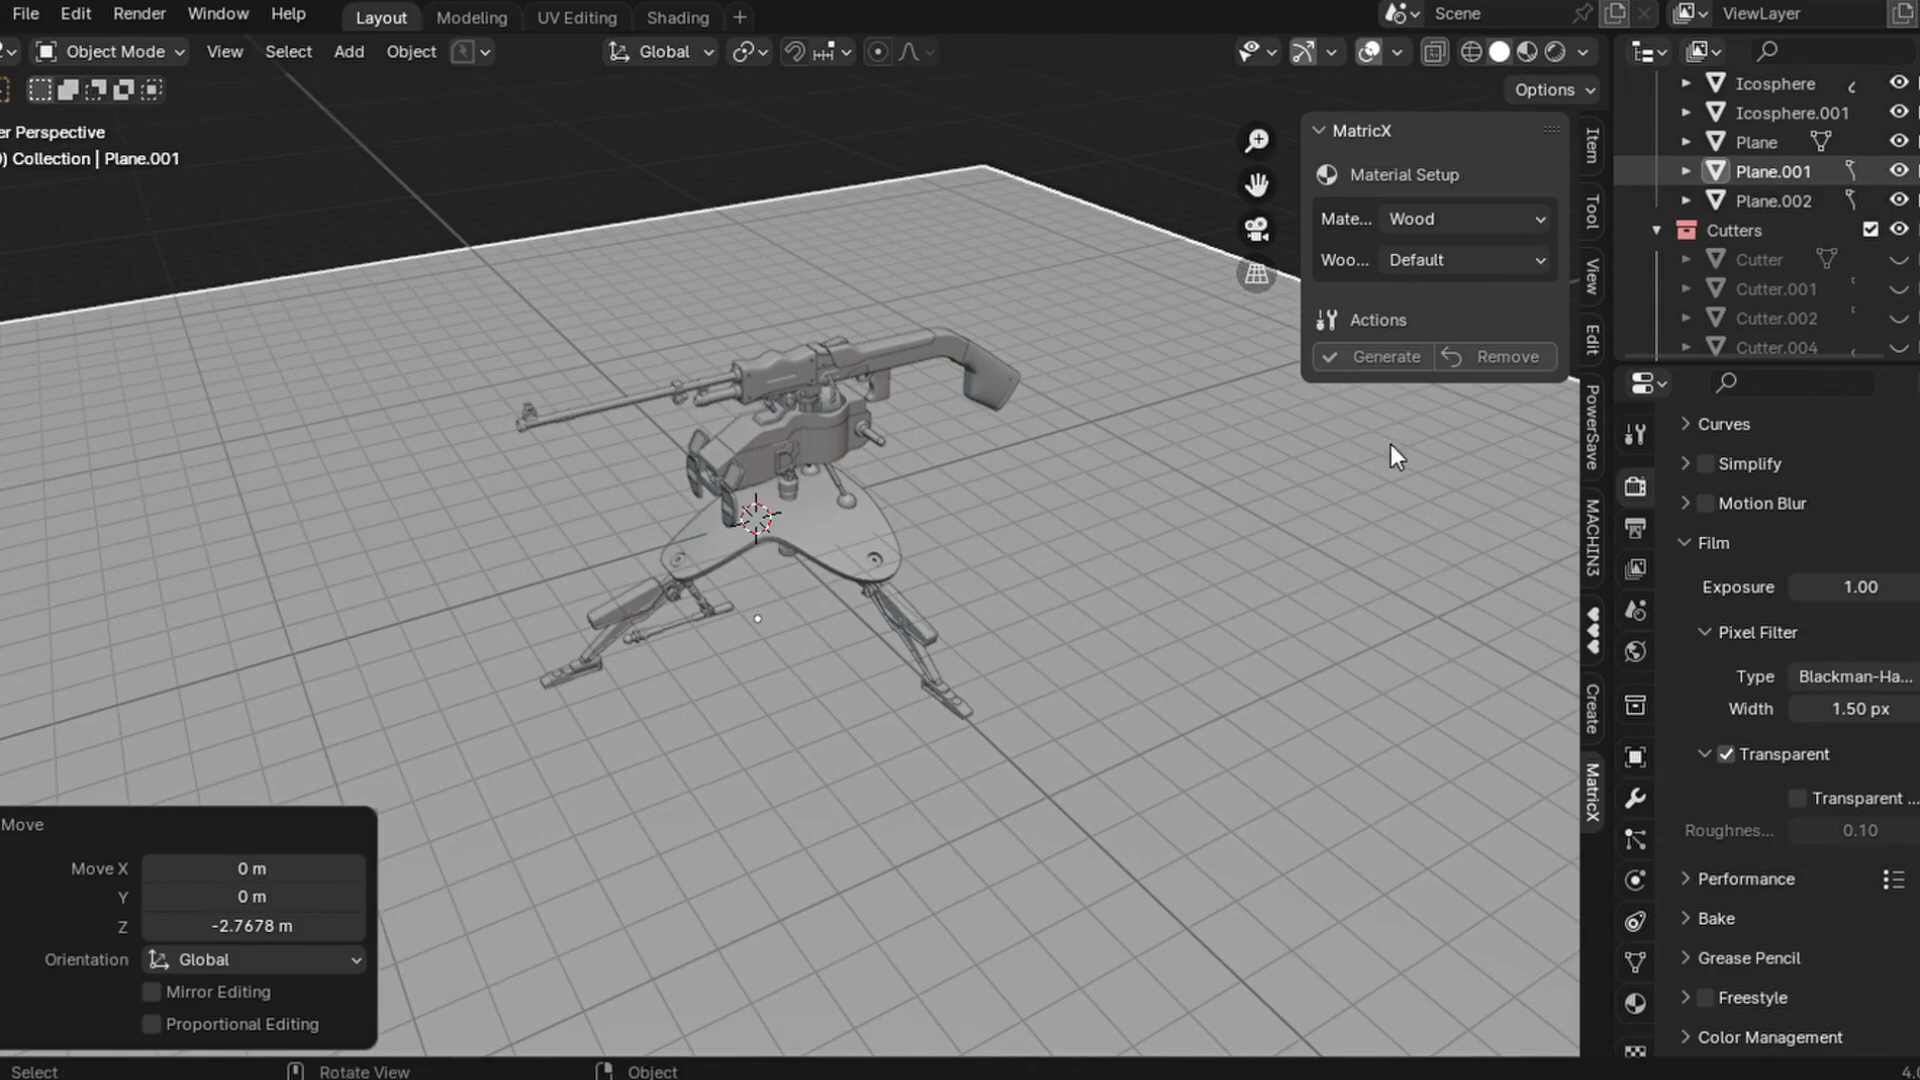 File Edit Render Window Help Layout Modeling UV Editing Shading + Scene ViewLayer
Object Mode View Select Add Object Global
Options
er Perspective
) Collection | Plane.001
MatricX
Material Setup
Mate... Wood
Woo... Default
Actions
Generate Remove
Item
Tool
View
Edit
PowerSave
MACHIN3
♥♥♥
Create
MatricX
Icosphere
Icosphere.001
Plane
Plane.001
Plane.002
Cutters
Cutter
Cutter.001
Cutter.002
Cutter.004
Curves
Simplify
Motion Blur
Film
Exposure 1.00
Pixel Filter
Type Blackman-Ha...
Width 1.50 px
Transparent
Transparent ...
Roughnes... 0.10
Performance
Bake
Grease Pencil
Freestyle
Color Management
Move
Move X 0 m
Y 0 m
Z -2.7678 m
Orientation Global
Mirror Editing
Proportional Editing
Select Rotate View Object 4.0